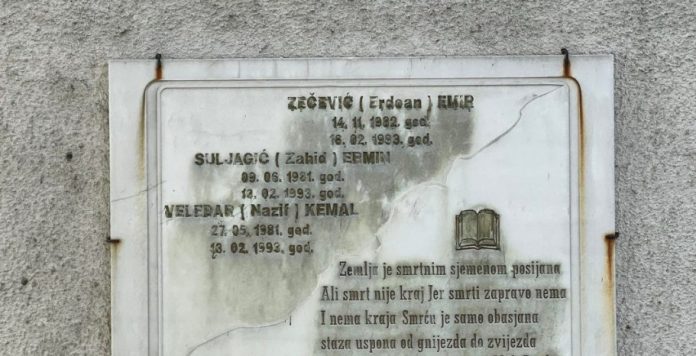 ZEČEVIĆ ( Erdoan ) EMIR
14. 11. 1982. god.
16. 02. 1993. god.
SULJAGIĆ ( Zahid ) ERMIN
09. 06. 1981. god.
13. 02. 1993. god.
VELEDAR ( Nazif ) KEMAL
27. 05. 1981. god.
13. 02. 1993. god.
Zemlja je smrtnim sjemenom posijana
Ali smrt nije kraj Jer smrti zapravo nema
I nema kraja Smrću je samo obasjana
staza uspona od gnijezda do zvijezda